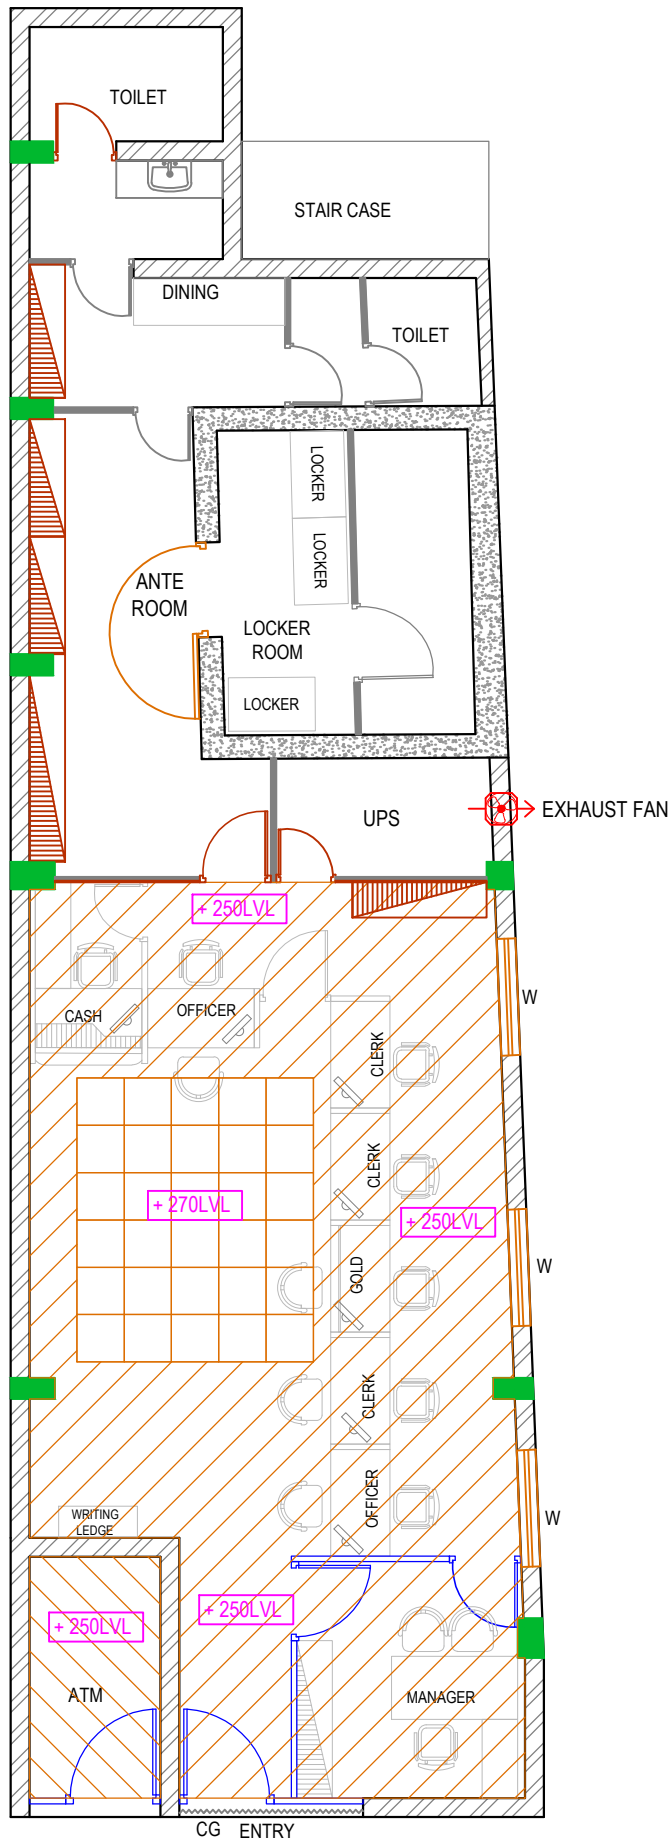 TOILET
STAIR CASE
DINING
TOILET
LOCKER
LOCKER
ANTE
ROOM
LOCKER
ROOM
LOCKER
UPS
EXHAUST FAN
+ 250LVL
CASH
OFFICER
W
CLERK
CLERK
+ 270LVL
+ 250LVL
GOLD
W
CLERK
OFFICER
WRITING
LEDGE
W
+ 250LVL
+ 250LVL
ATM
MANAGER
CG
ENTRY